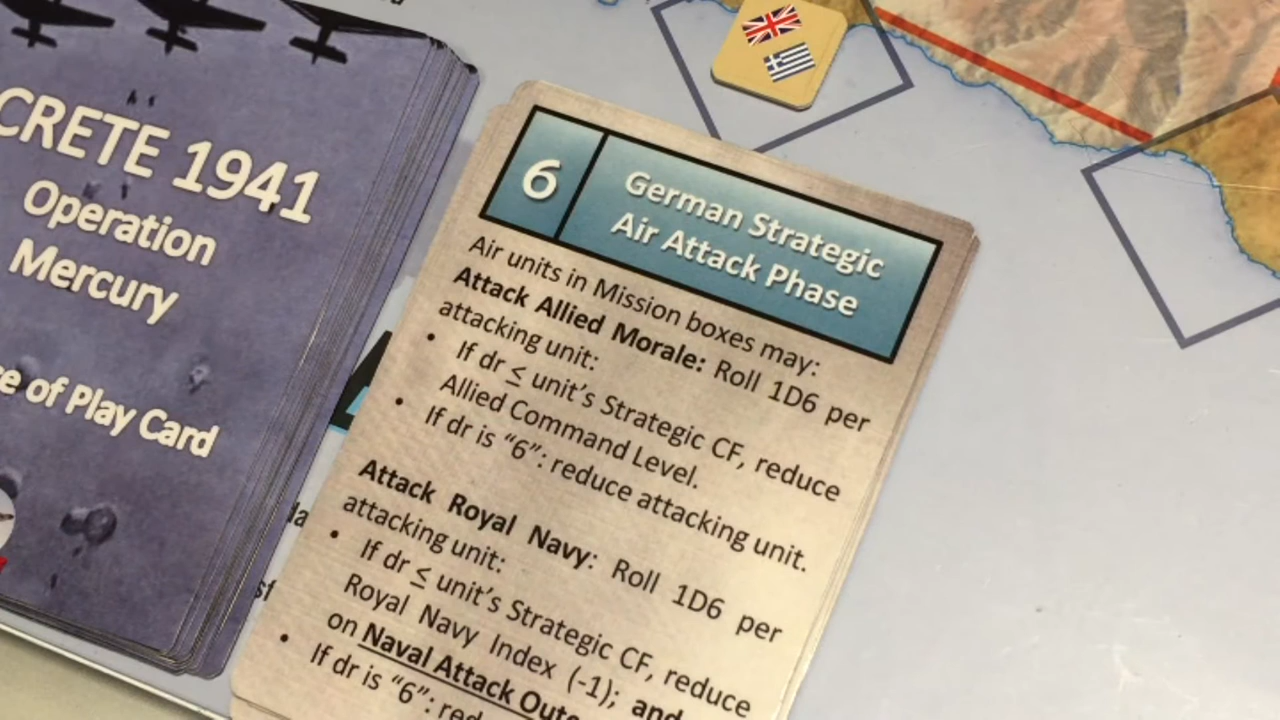 CRETE 1941
Operation
Mercury
of Play Card
6
German Strategic
Air Attack Phase
Air units in Mission boxes may:
Attack Allied Morale: Roll 1D6 per
attacking unit:
• If dr ≤ unit's Strategic CF, reduce
Allied Command Level.
• If dr is "6": reduce attacking unit.
Attack Royal Navy: Roll 1D6 per
attacking unit:
• If dr ≤ unit's Strategic CF, reduce
Royal Navy Index (-1); and
on Naval Attack
• If dr is "6":